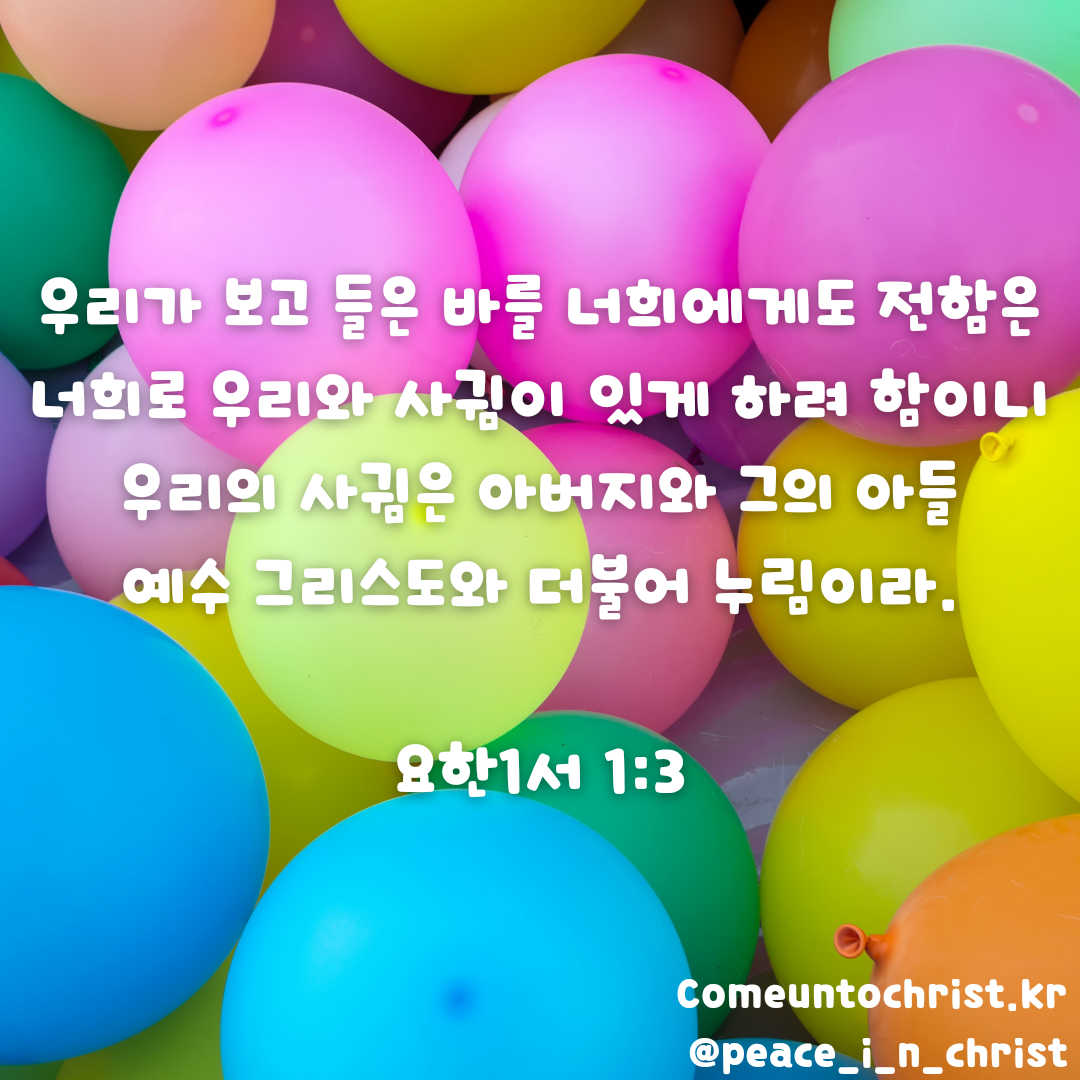 우리가 보고 들은 바를 너희에게도 전함은
너희로 우리와 사귐이 있게 하려 함이니
우리의 사귐은 아버지와 그의 아들
예수 그리스도와 더불어 누림이라.
요한1서 1:3
Comeuntochrist.kr
@peace_i_n_christ